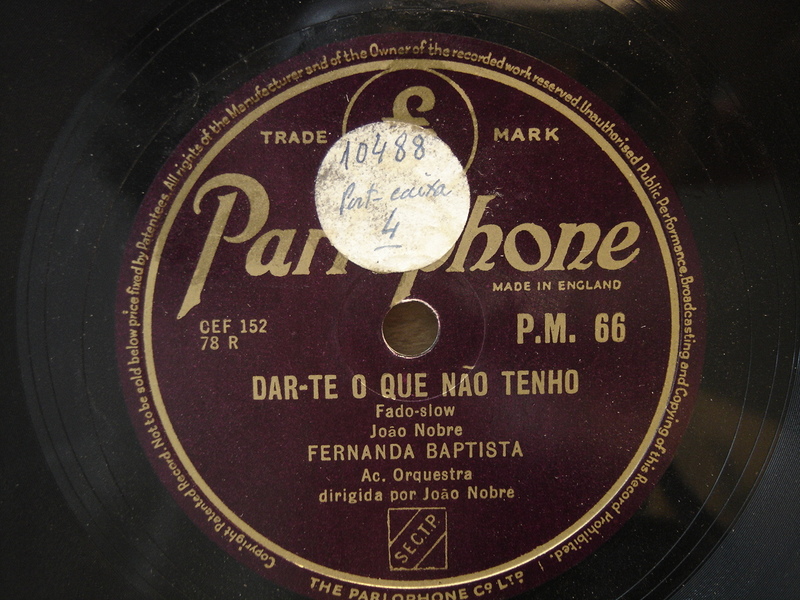 All rights of the Manufacturer and of the Owner of the recorded work reserved. Unauthorised Public Performance, Broadcasting and Copying of this Record Prohibited.
TRADE MARK
10488
Port-caixa
4
Parlophone
MADE IN ENGLAND
CEF 152
P.M. 66
78 R
DAR-TE O QUE NÃO TENHO
Fado-slow
João Nobre
FERNANDA BAPTISTA
Ac. Orquestra
dirigida por João Nobre
S.E.C.T.P.
Copyright Patented Record. Not to be sold below price fixed by Patentees.
THE PARLOPHONE CO LTD